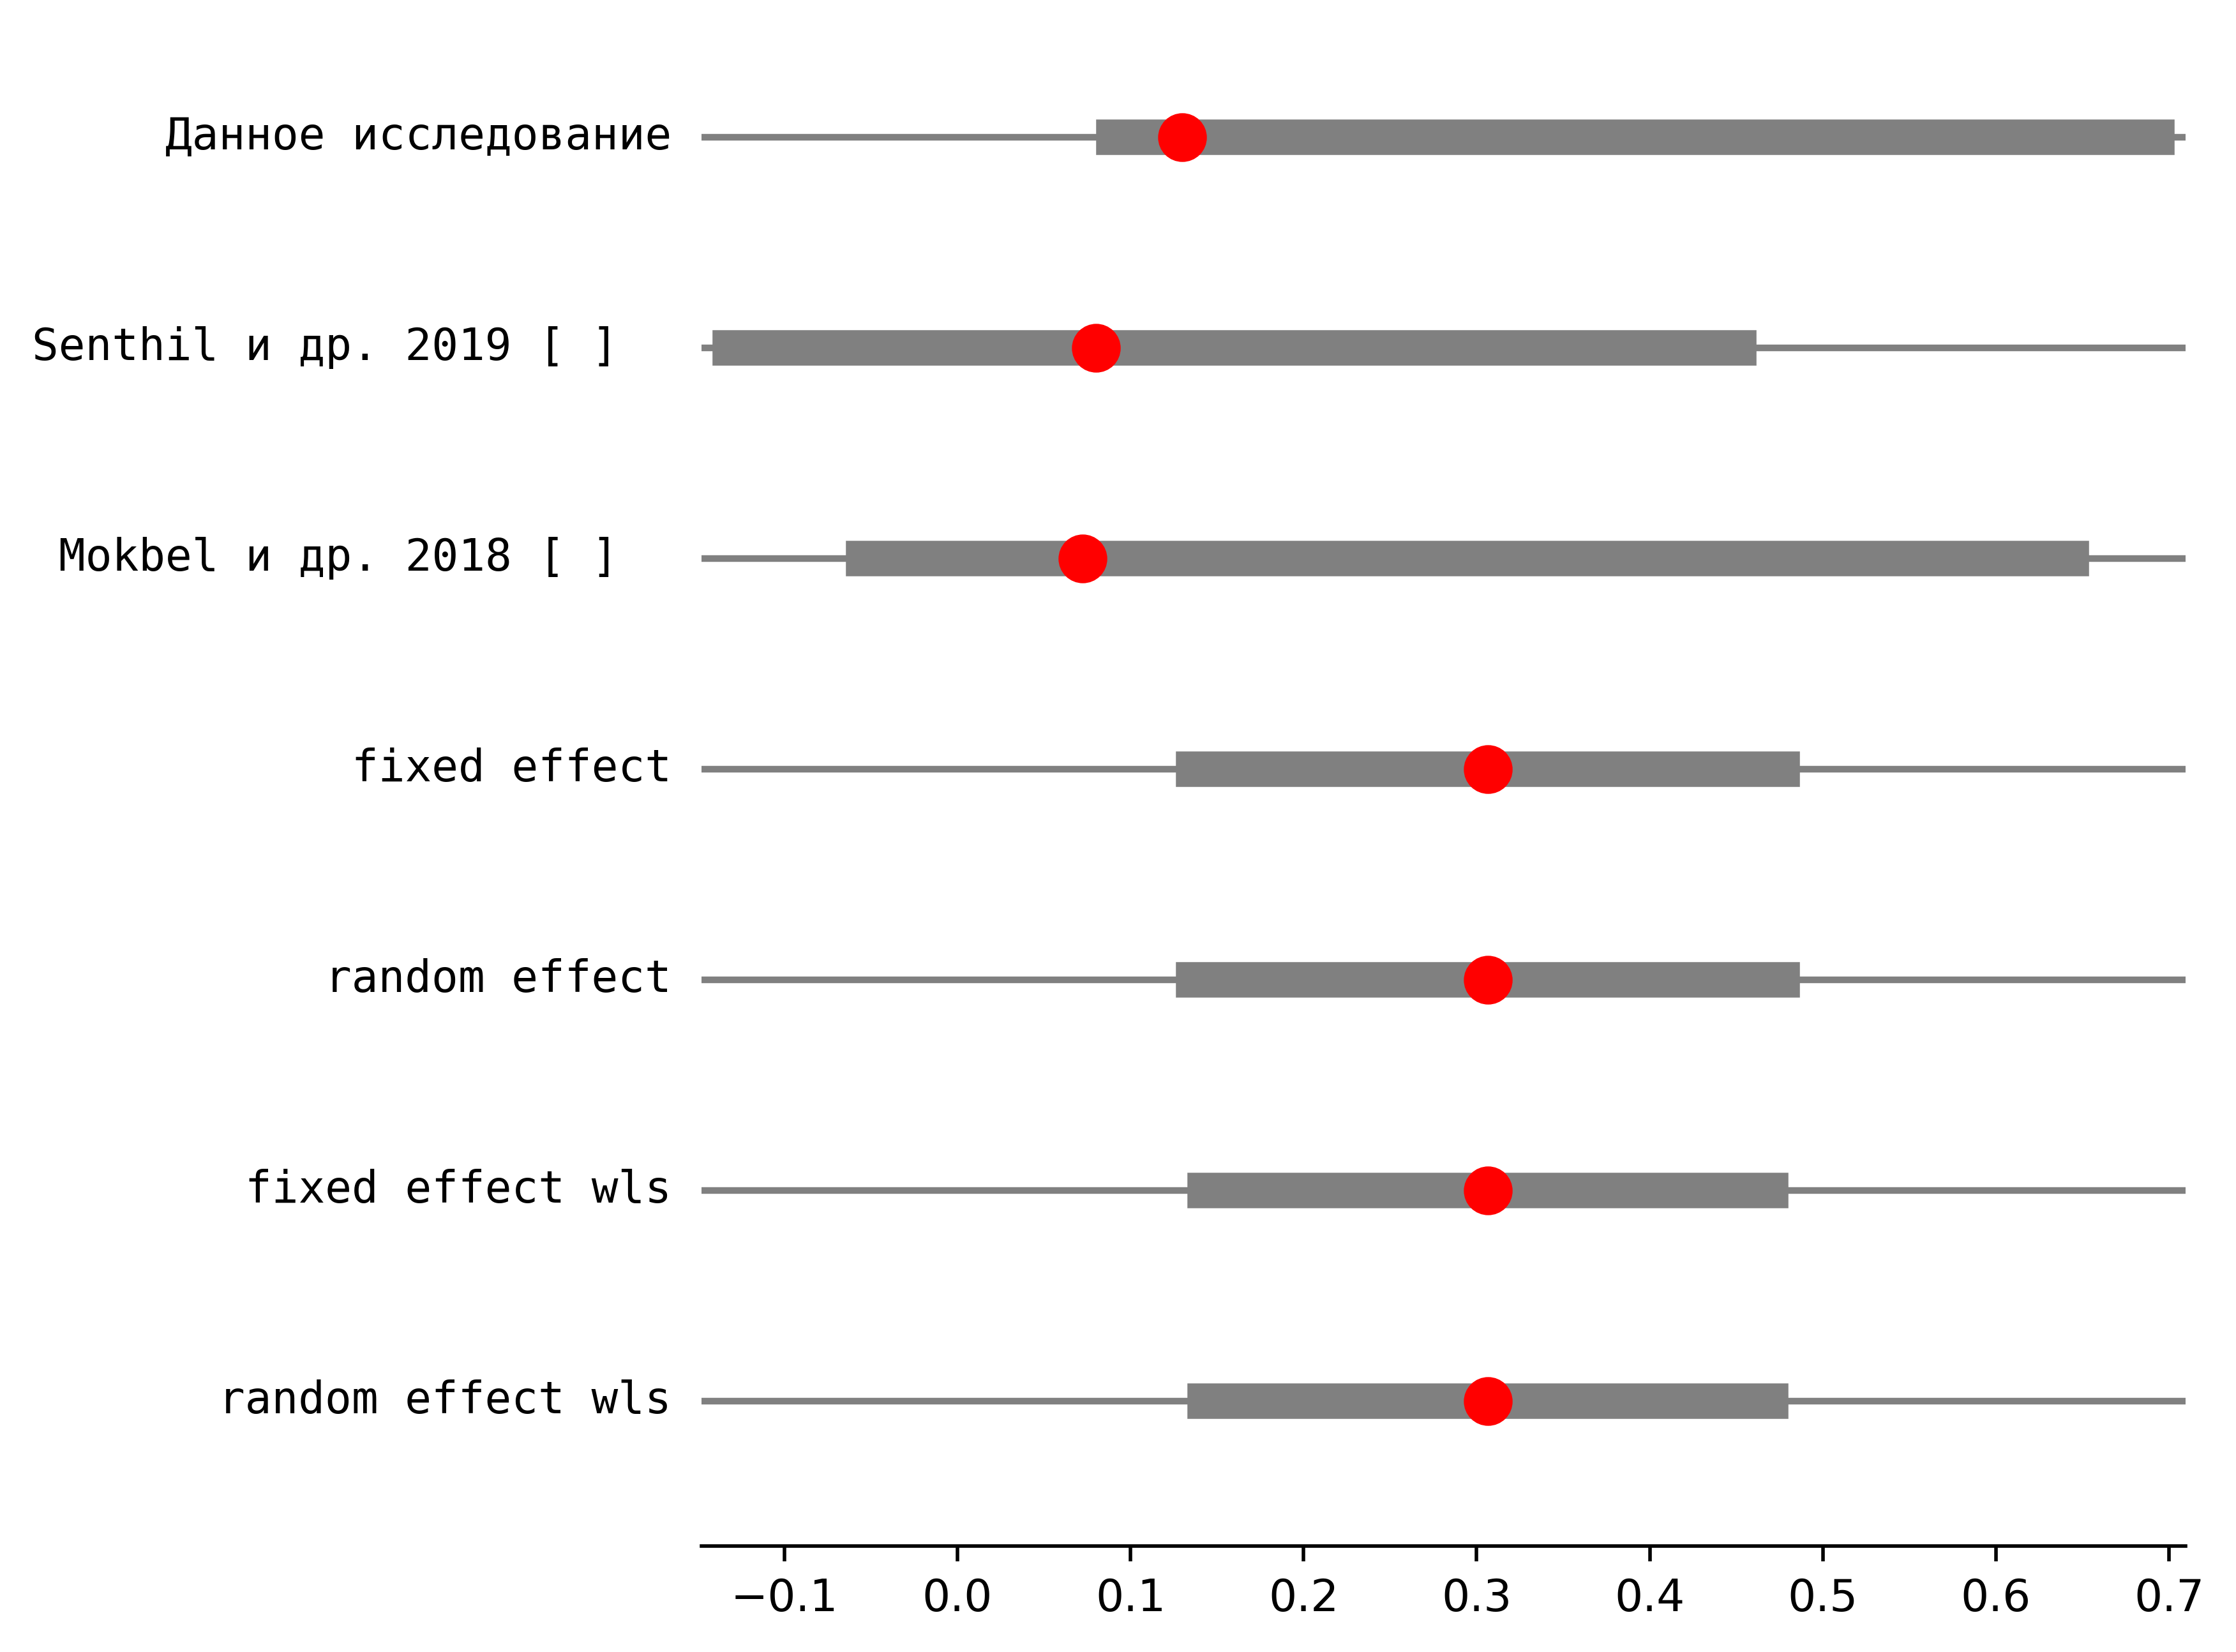 Данное исследование
Senthil и др. 2019 [ ]
Mokbel и др. 2018 [ ]
fixed effect
random effect
fixed effect wls
random effect wls
−0.1 0.0 0.1 0.2 0.3 0.4 0.5 0.6 0.7